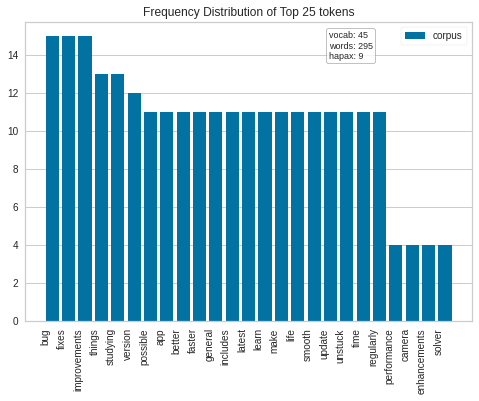 Frequency Distribution of Top 25 tokens
vocab: 45
words: 295
hapax: 9
corpus
14
12
10
8
6
4
2
0
bug
fixes
improvements
things
studying
version
possible
app
better
faster
general
includes
latest
learn
make
life
smooth
update
unstuck
time
regularly
performance
camera
enhancements
solver